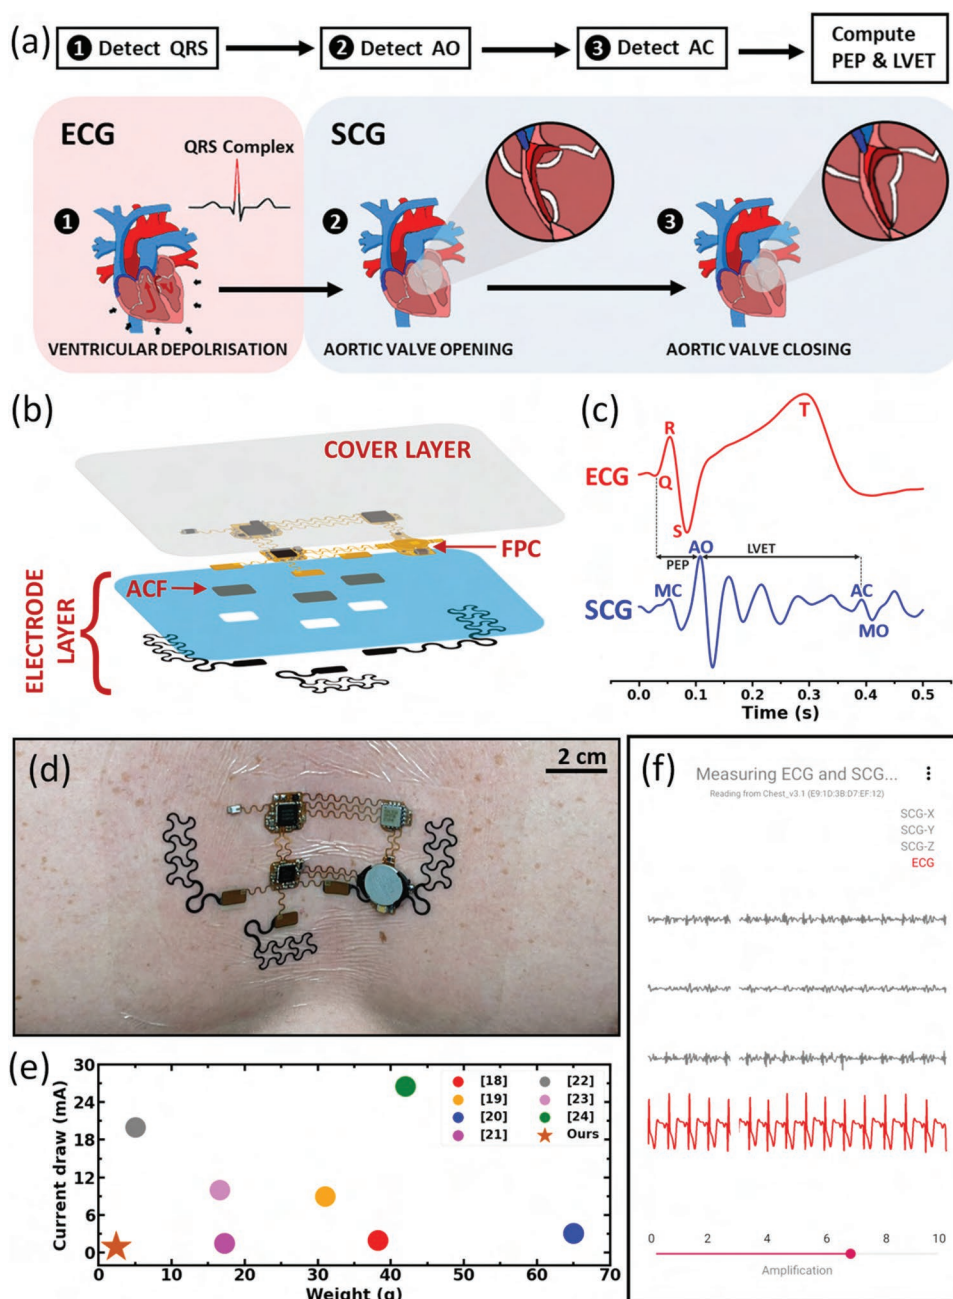 (a)
1 Detect QRS
2 Detect AO
3 Detect AC
Compute
PEP & LVET
ECG
QRS Complex
1
VENTRICULAR DEPOLRISATION
SCG
2
AORTIC VALVE OPENING
3
AORTIC VALVE CLOSING
(b)
COVER LAYER
FPC
ACF
ELECTRODE
LAYER
(c)
ECG
R
Q
S
T
AO
PEP
LVET
SCG
MC
AC
MO
0.0 0.1 0.2 0.3 0.4 0.5
Time (s)
(d)
2 cm
(e)
Current draw (mA)
30
24
18
12
6
0
[18]
[19]
[20]
[21]
[22]
[23]
[24]
Ours
0 10 20 30 40 50 60 70
Weight (g)
(f)
Measuring ECG and SCG...
Reading from Chest_v3.1 (E9:1D:3B:D7:EF:12)
SCG-X
SCG-Y
SCG-Z
ECG
0 2 4 6 8 10
Amplification